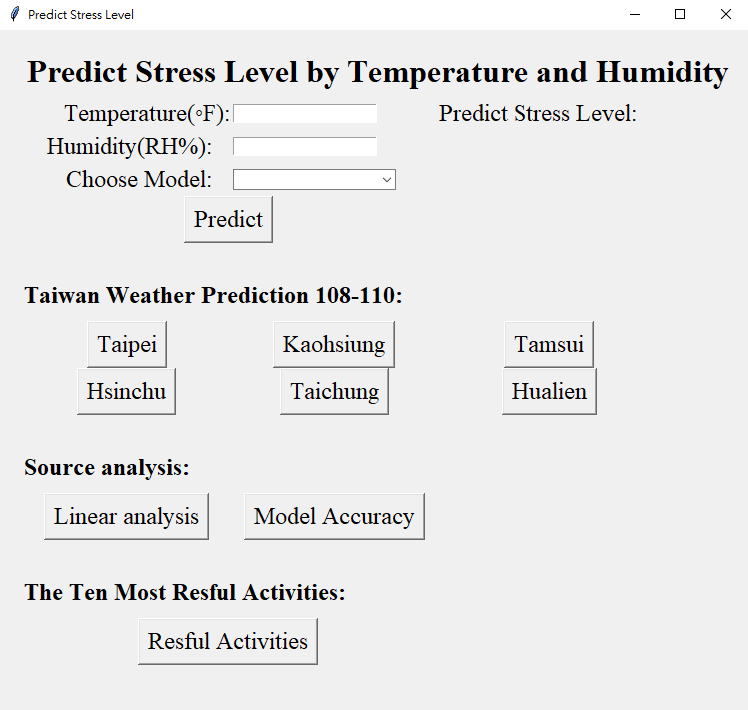 Predict Stress Level
Predict Stress Level by Temperature and Humidity
Temperature(∘F): Predict Stress Level:
Humidity(RH%):
Choose Model:
Predict
Taiwan Weather Prediction 108-110:
Taipei Kaohsiung Tamsui
Hsinchu Taichung Hualien
Source analysis:
Linear analysis Model Accuracy
The Ten Most Resful Activities:
Resful Activities